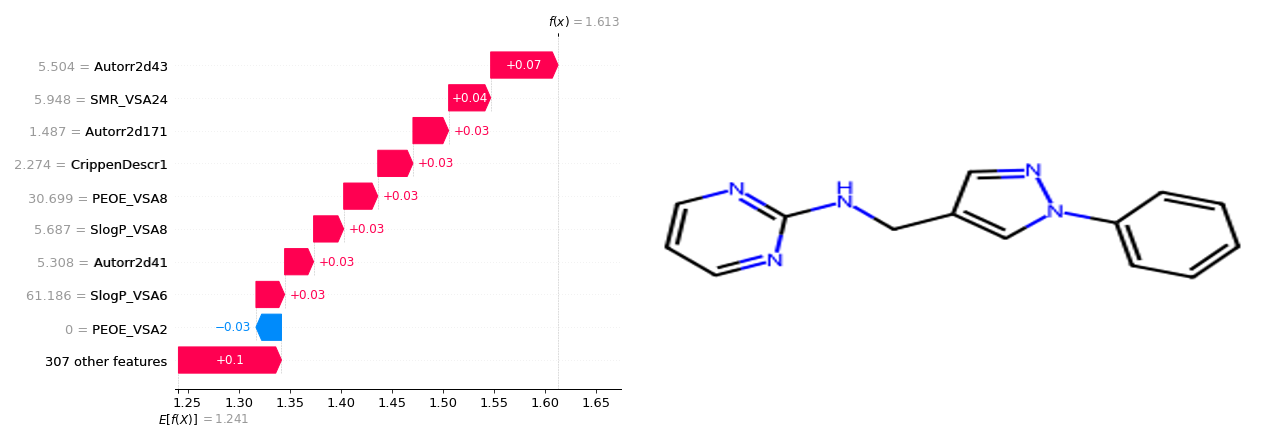 f(x) = 1.613
5.504 = Autorr2d43
+0.07
5.948 = SMR_VSA24
+0.04
1.487 = Autorr2d171
+0.03
2.274 = CrippenDescr1
+0.03
30.699 = PEOE_VSA8
+0.03
5.687 = SlogP_VSA8
+0.03
5.308 = Autorr2d41
+0.03
61.186 = SlogP_VSA6
+0.03
0 = PEOE_VSA2
−0.03
307 other features
+0.1
1.25 1.30 1.35 1.40 1.45 1.50 1.55 1.60 1.65
E[f(X)] = 1.241
N
N
H
N
N
N